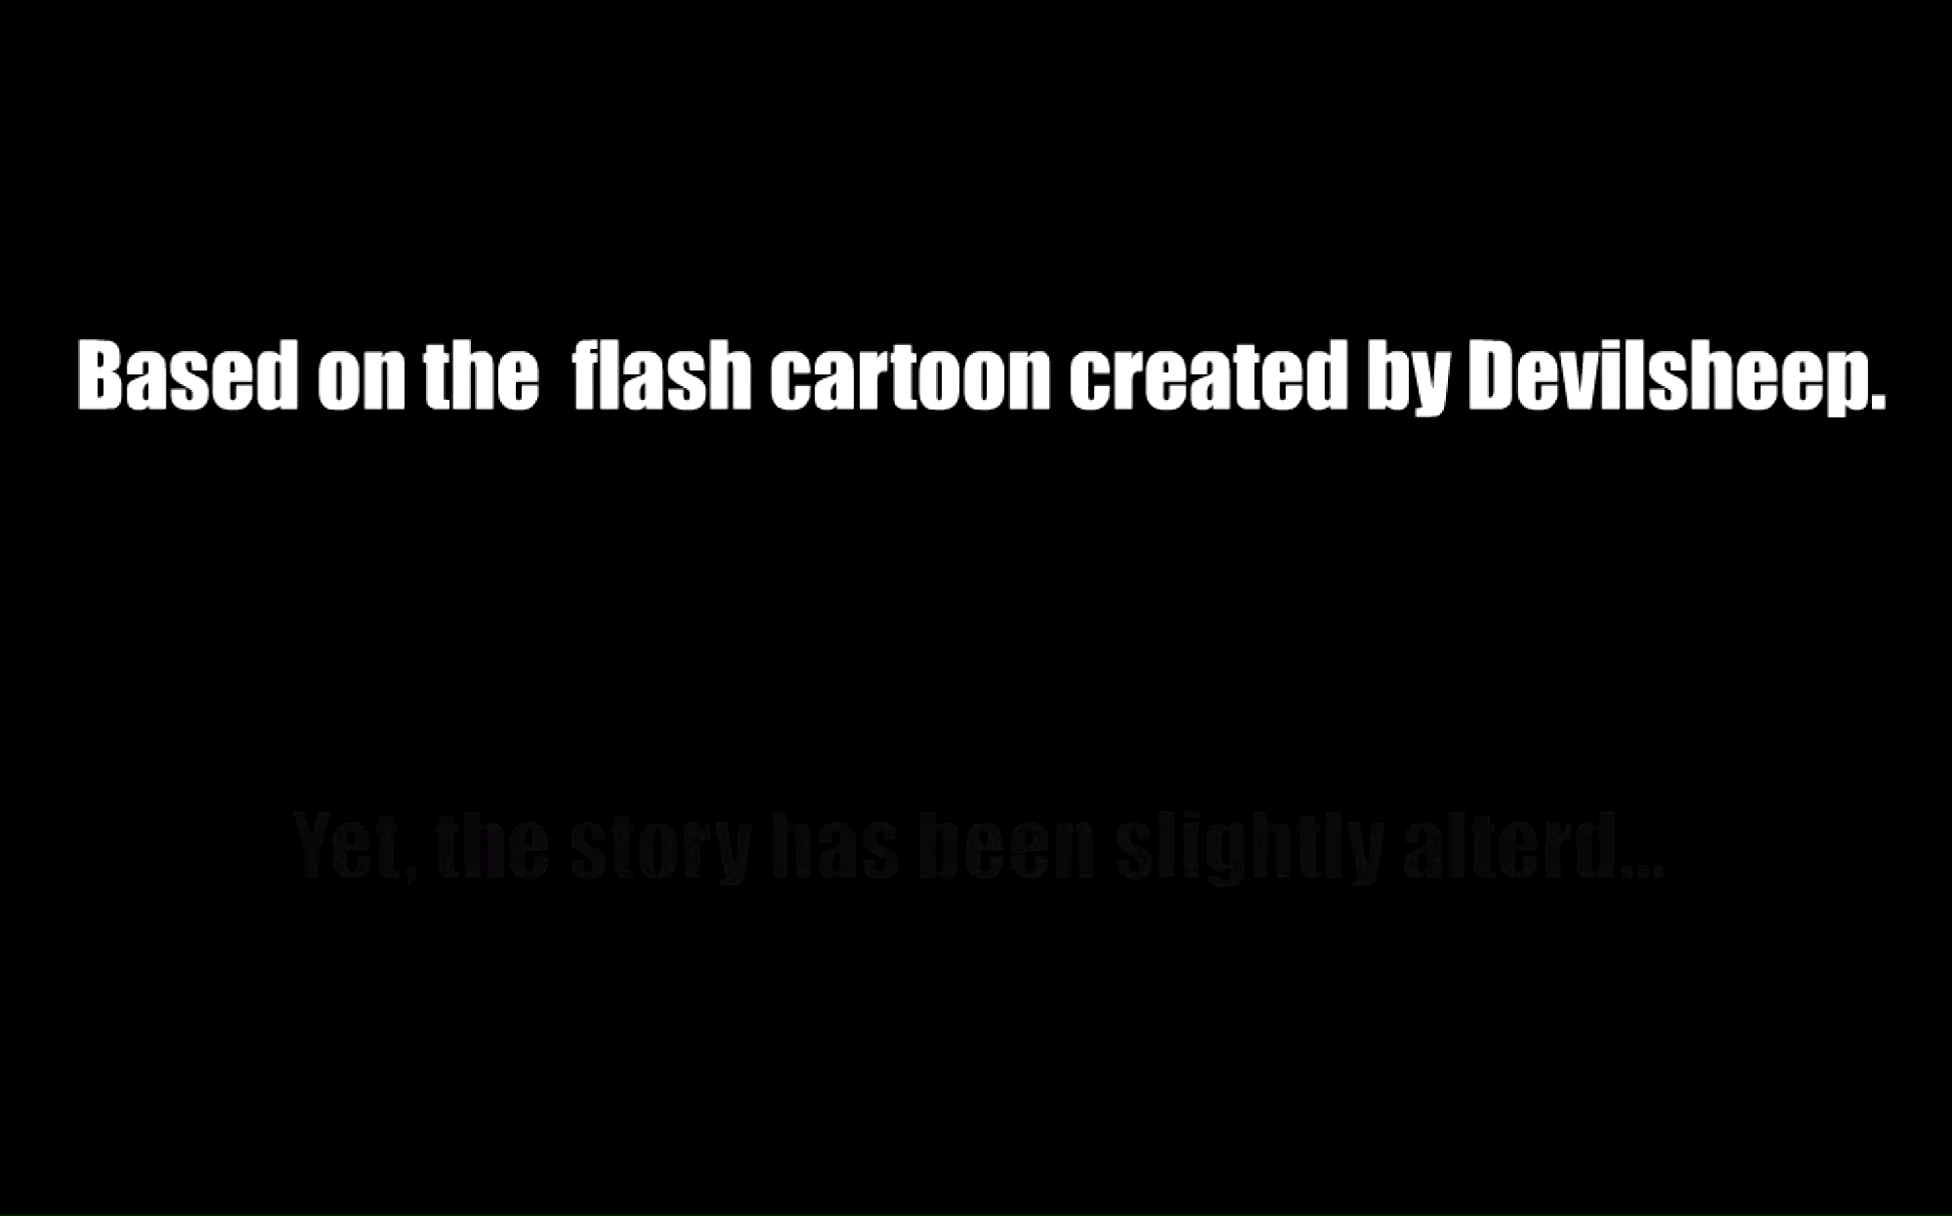 Based on the  flash cartoon created by Devilsheep.
Yet, the story has been slightly alterd...